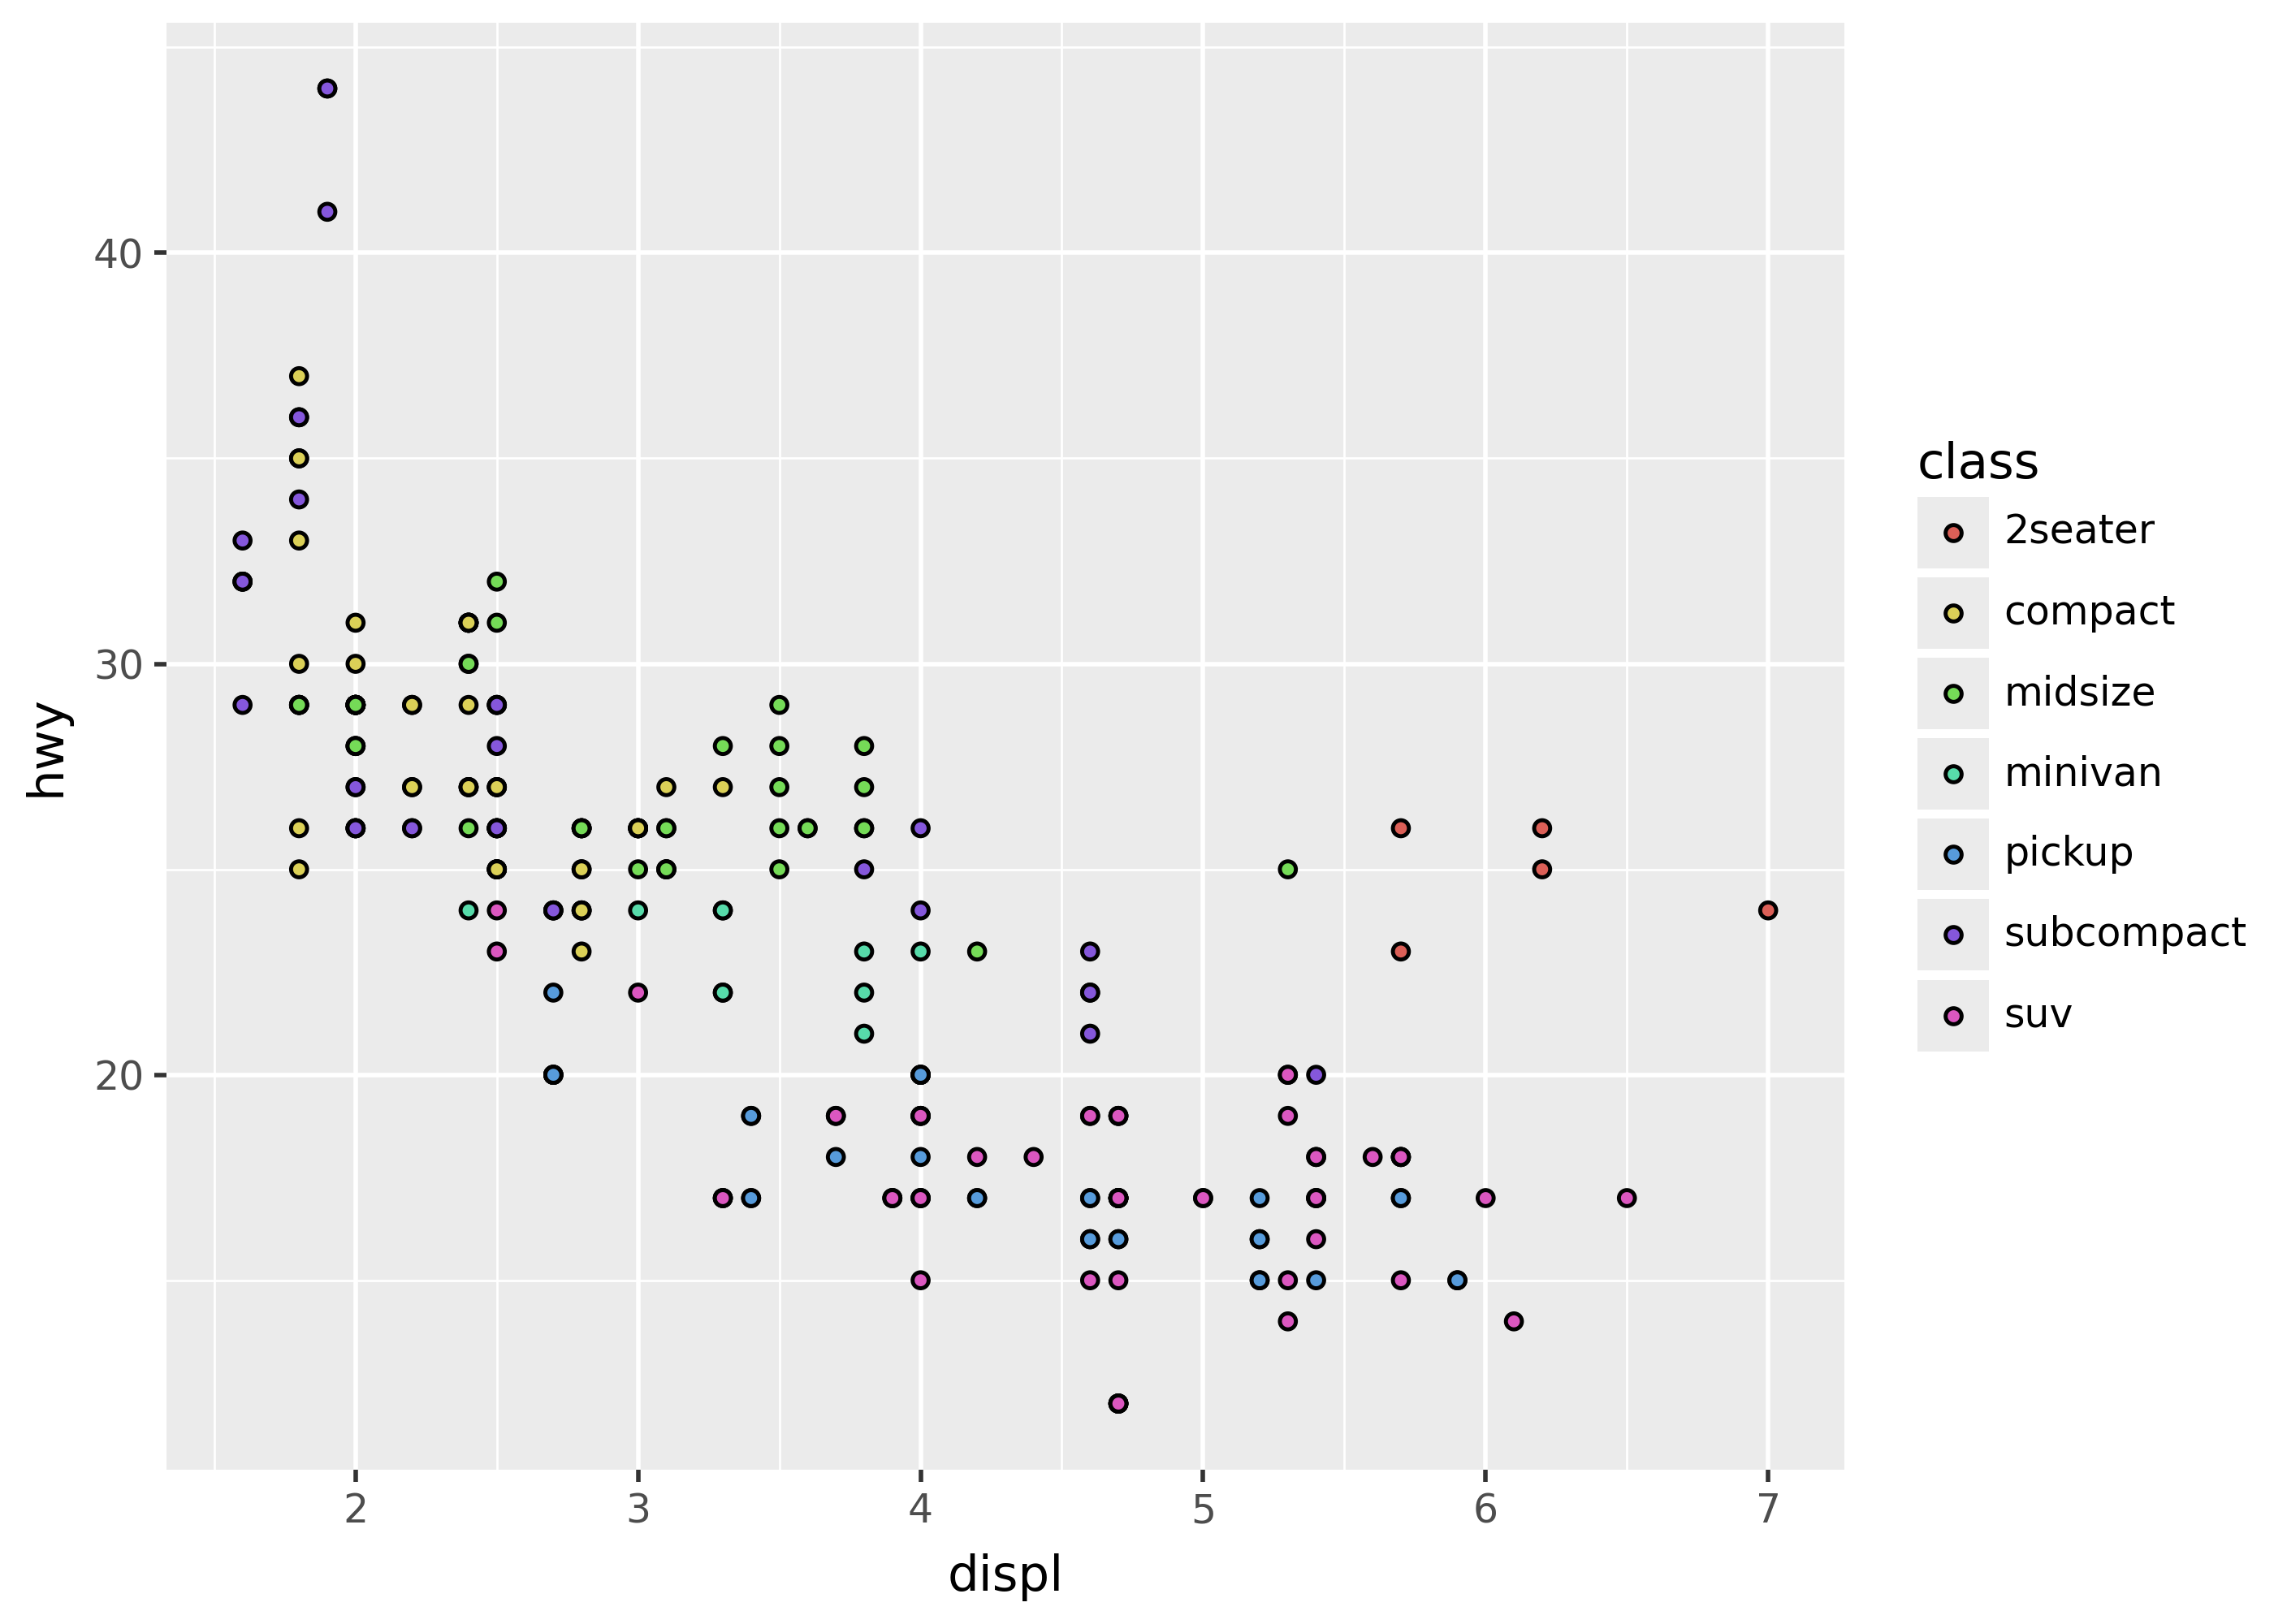 hwy
40
30
20
2
3
4
5
6
7
displ
class
2seater
compact
midsize
minivan
pickup
subcompact
suv